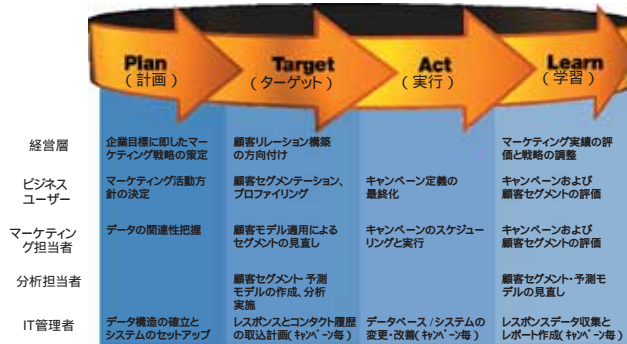 Plan Target Act Learn
(計画) (ターゲット) (実行) (学習)
経営層
企業目標に即したマー
ケティング戦略の策定
顧客リレーション構築
の方向付け
マーケティング実績の評
価と戦略の調整
ビジネス
ユーザー
マーケティング活動方
針の決定
顧客セグメンテーション、
プロファイリング
キャンペーン定義の
最終化
キャンペーンおよび
顧客セグメントの評価
マーケティン
グ担当者
データの関連性把握
顧客モデル適用による
セグメントの見直し
キャンペーンのスケジュー
リングと実行
キャンペーンおよび
顧客セグメントの評価
分析担当者
顧客セグメント・予測
モデルの作成、分析
実施
顧客セグメント・予測モ
デルの見直し
IT管理者
データ構造の確立と
システムのセットアップ
レスポンスとコンタクト履歴
の取込計画(キャンペーン毎)
データベース/システムの
変更・改善(キャンペーン毎)
レスポンスデータ収集と
レポート作成(キャンペーン毎)